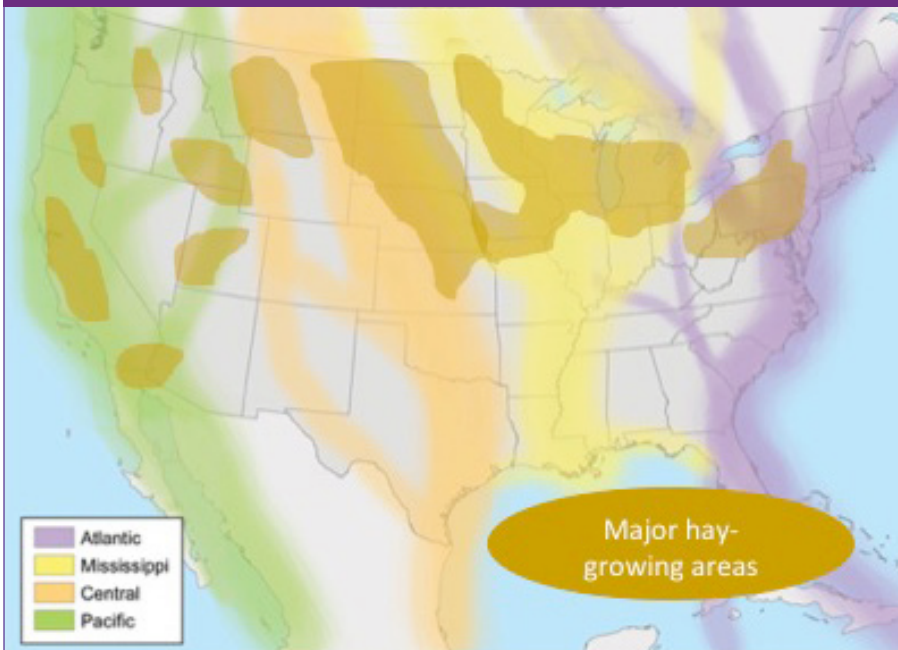 Atlantic
Mississippi
Central
Pacific
Major hay-
growing areas